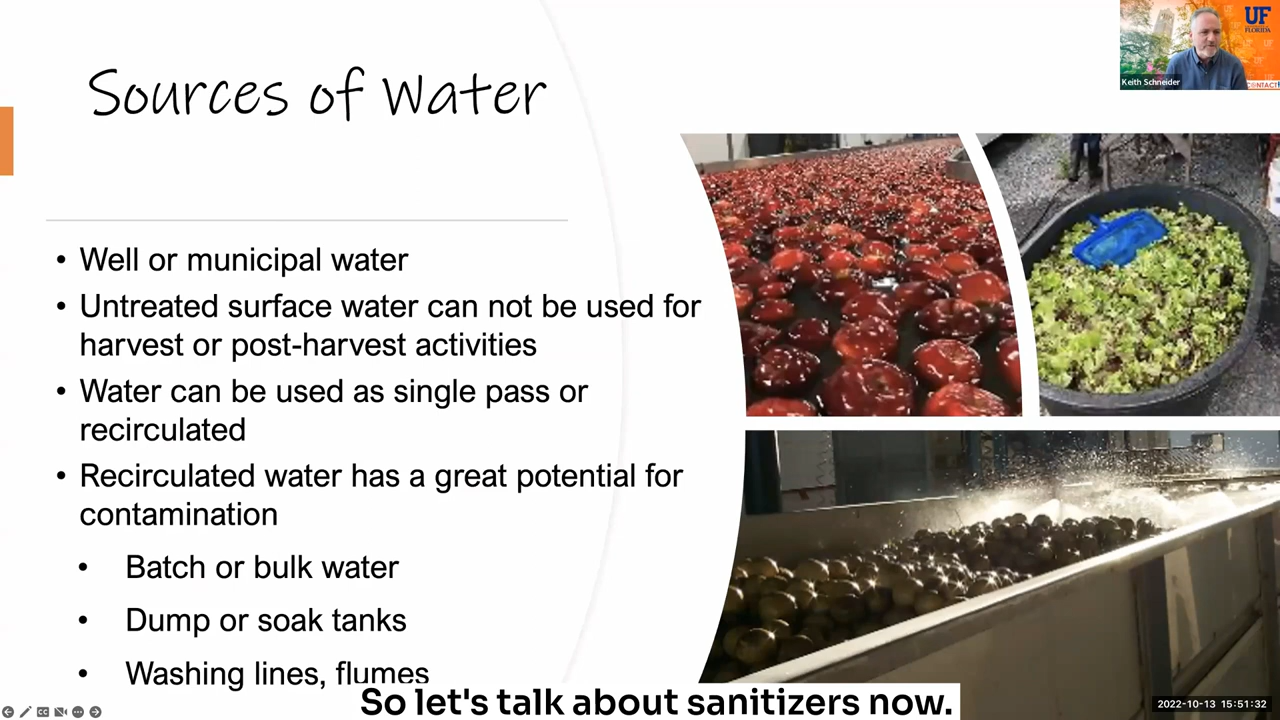 Sources of Water
UF
FLORIDA
Keith Schneider
CONTACT!
• Well or municipal water
• Untreated surface water can not be used for
harvest or post-harvest activities
• Water can be used as single pass or
recirculated
• Recirculated water has a great potential for
contamination
• Batch or bulk water
• Dump or soak tanks
• Washing lines, flumes
So let's talk about sanitizers now.
2022-10-13 15:51:32